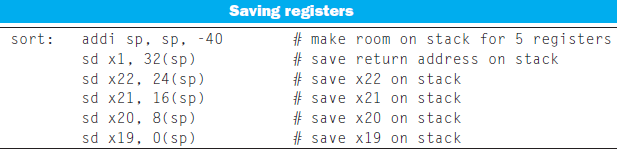 Saving registers
sort: addi sp, sp, -40 # make room on stack for 5 registers
sd x1, 32(sp) # save return address on stack
sd x22, 24(sp) # save x22 on stack
sd x21, 16(sp) # save x21 on stack
sd x20, 8(sp) # save x20 on stack
sd x19, 0(sp) # save x19 on stack